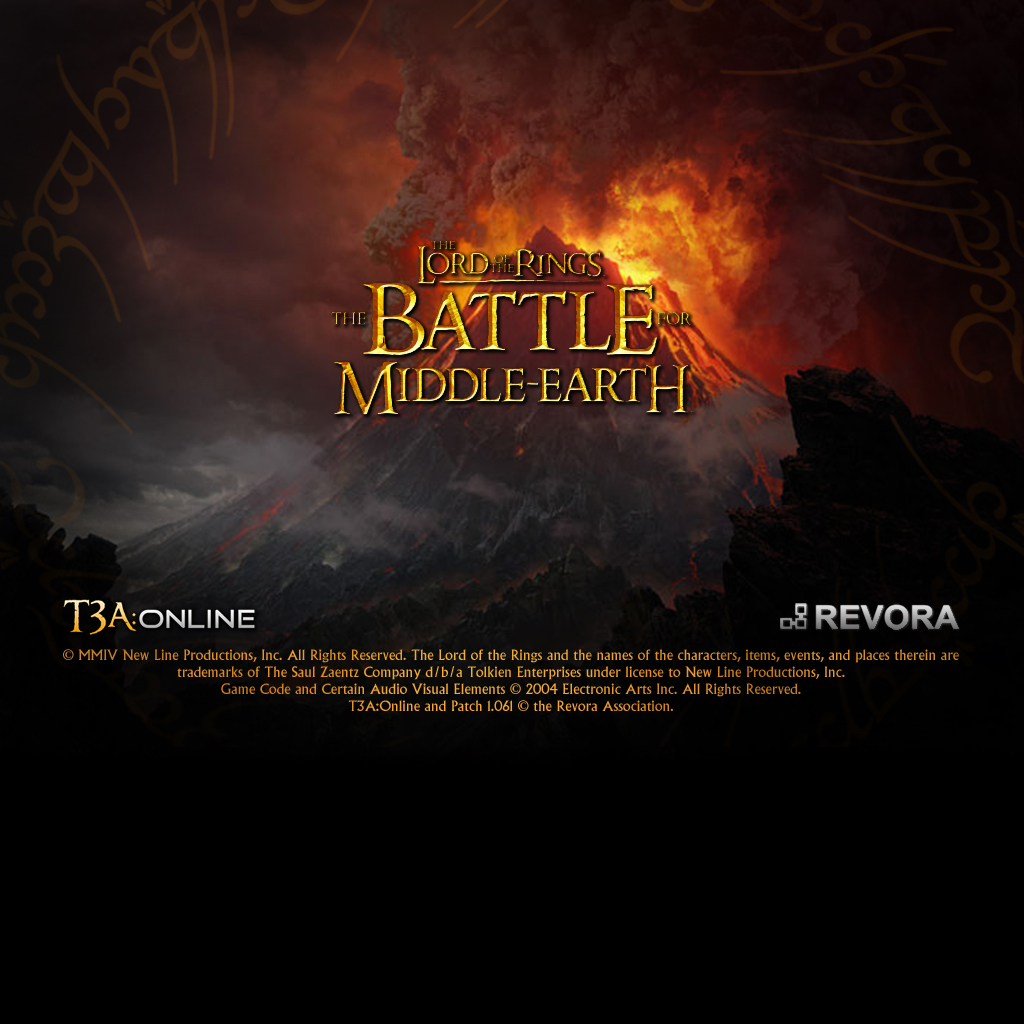 THE
LORD OF THE RINGS
THE BATTLE FOR
MIDDLE-EARTH
T3A:ONLINE
REVORA
© MMIV New Line Productions, Inc. All Rights Reserved. The Lord of the Rings and the names of the characters, items, events, and places therein are
trademarks of The Saul Zaentz Company d/b/a Tolkien Enterprises under license to New Line Productions, Inc.
Game Code and Certain Audio Visual Elements © 2004 Electronic Arts Inc. All Rights Reserved.
T3A:Online and Patch 1.061 © the Revora Association.